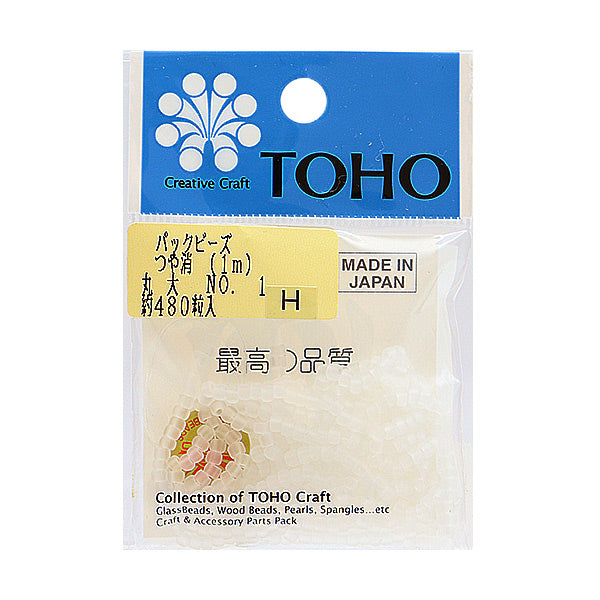 Creative Craft
TOHO
パックビーズ
つや消 (1m)
丸 大 NO. 1
約480粒入
H
MADE IN
JAPAN
最高 品質
Collection of TOHO Craft
GlassBeads, Wood Beads, Pearls, Spangles...etc
Craft & Accessory Parts Pack